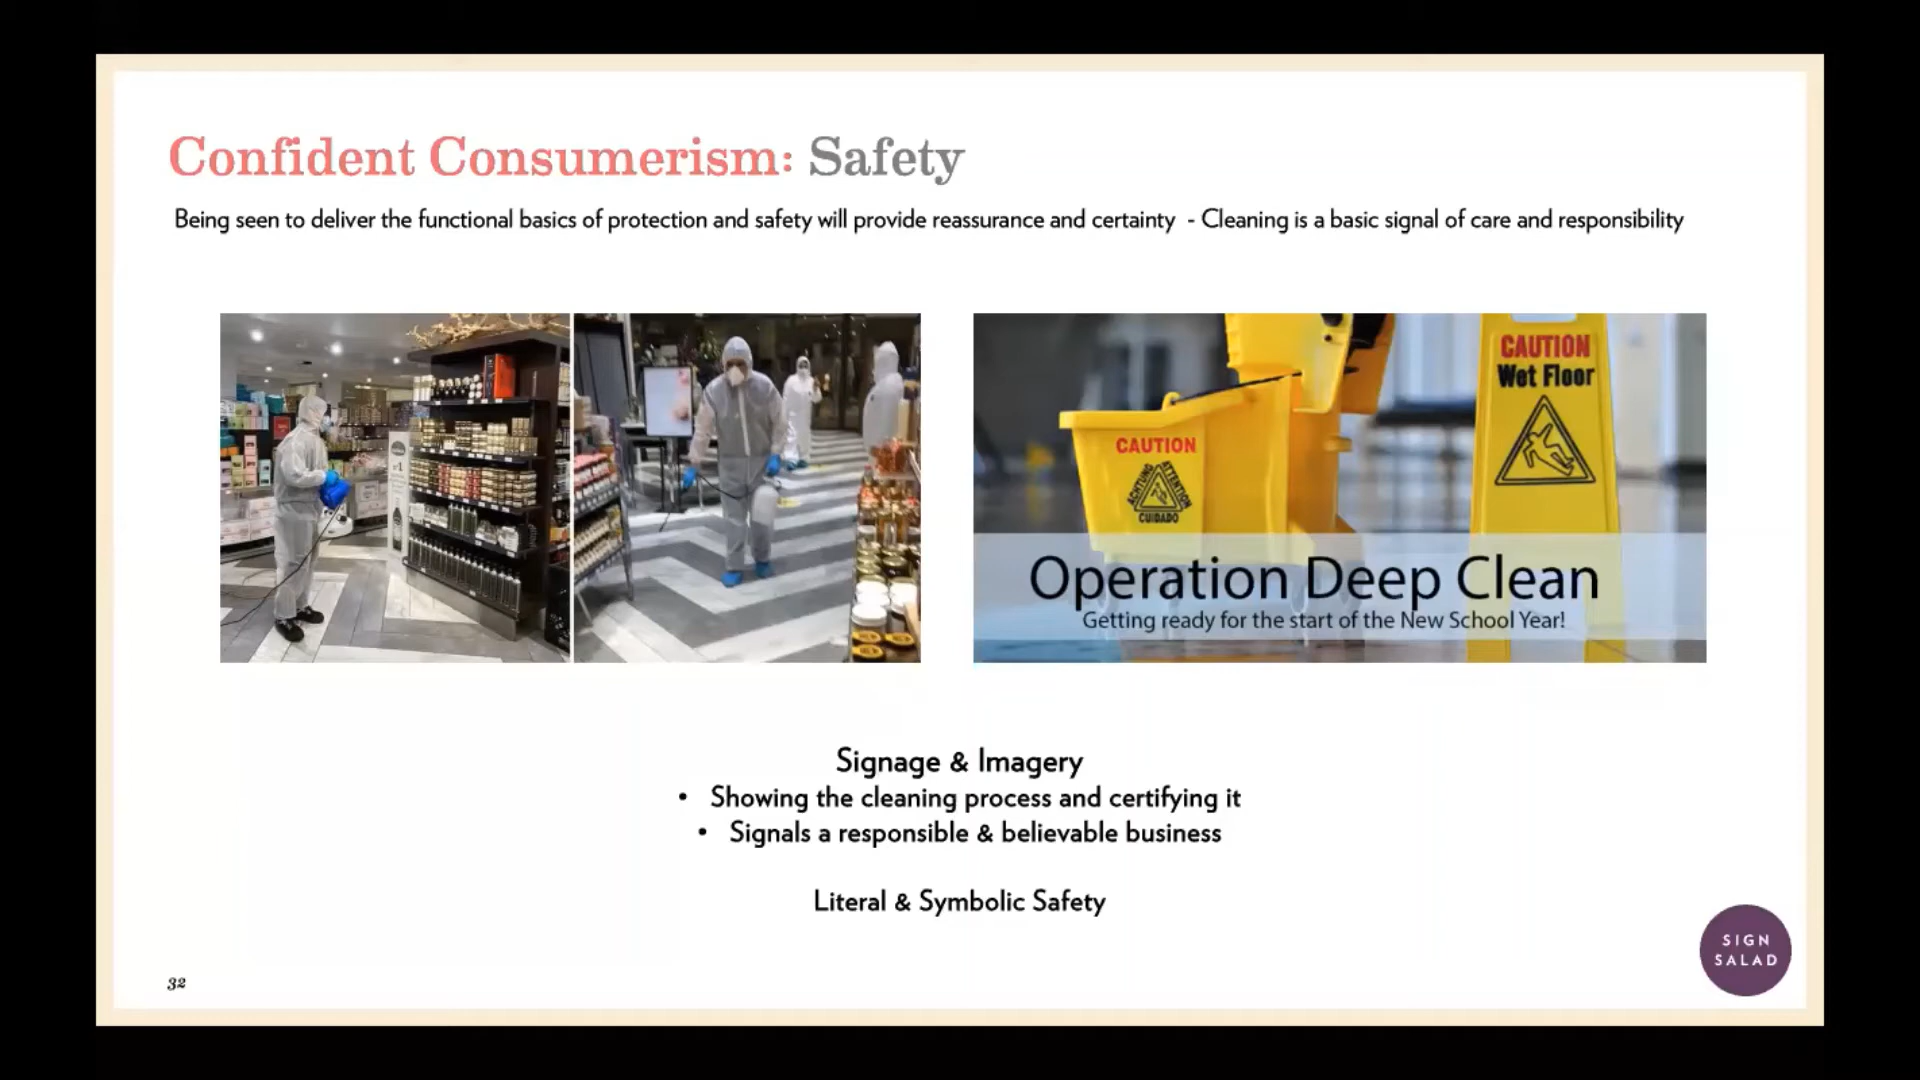 Confident Consumerism: Safety
Being seen to deliver the functional basics of protection and safety will provide reassurance and certainty - Cleaning is a basic signal of care and responsibility
CAUTION
Wet Floor
CAUTION
ACHTUNG
ATTENTION
CUIDADO
Operation Deep Clean
Getting ready for the start of the New School Year!
Signage & Imagery
• Showing the cleaning process and certifying it
• Signals a responsible & believable business
Literal & Symbolic Safety
32
SIGN
SALAD